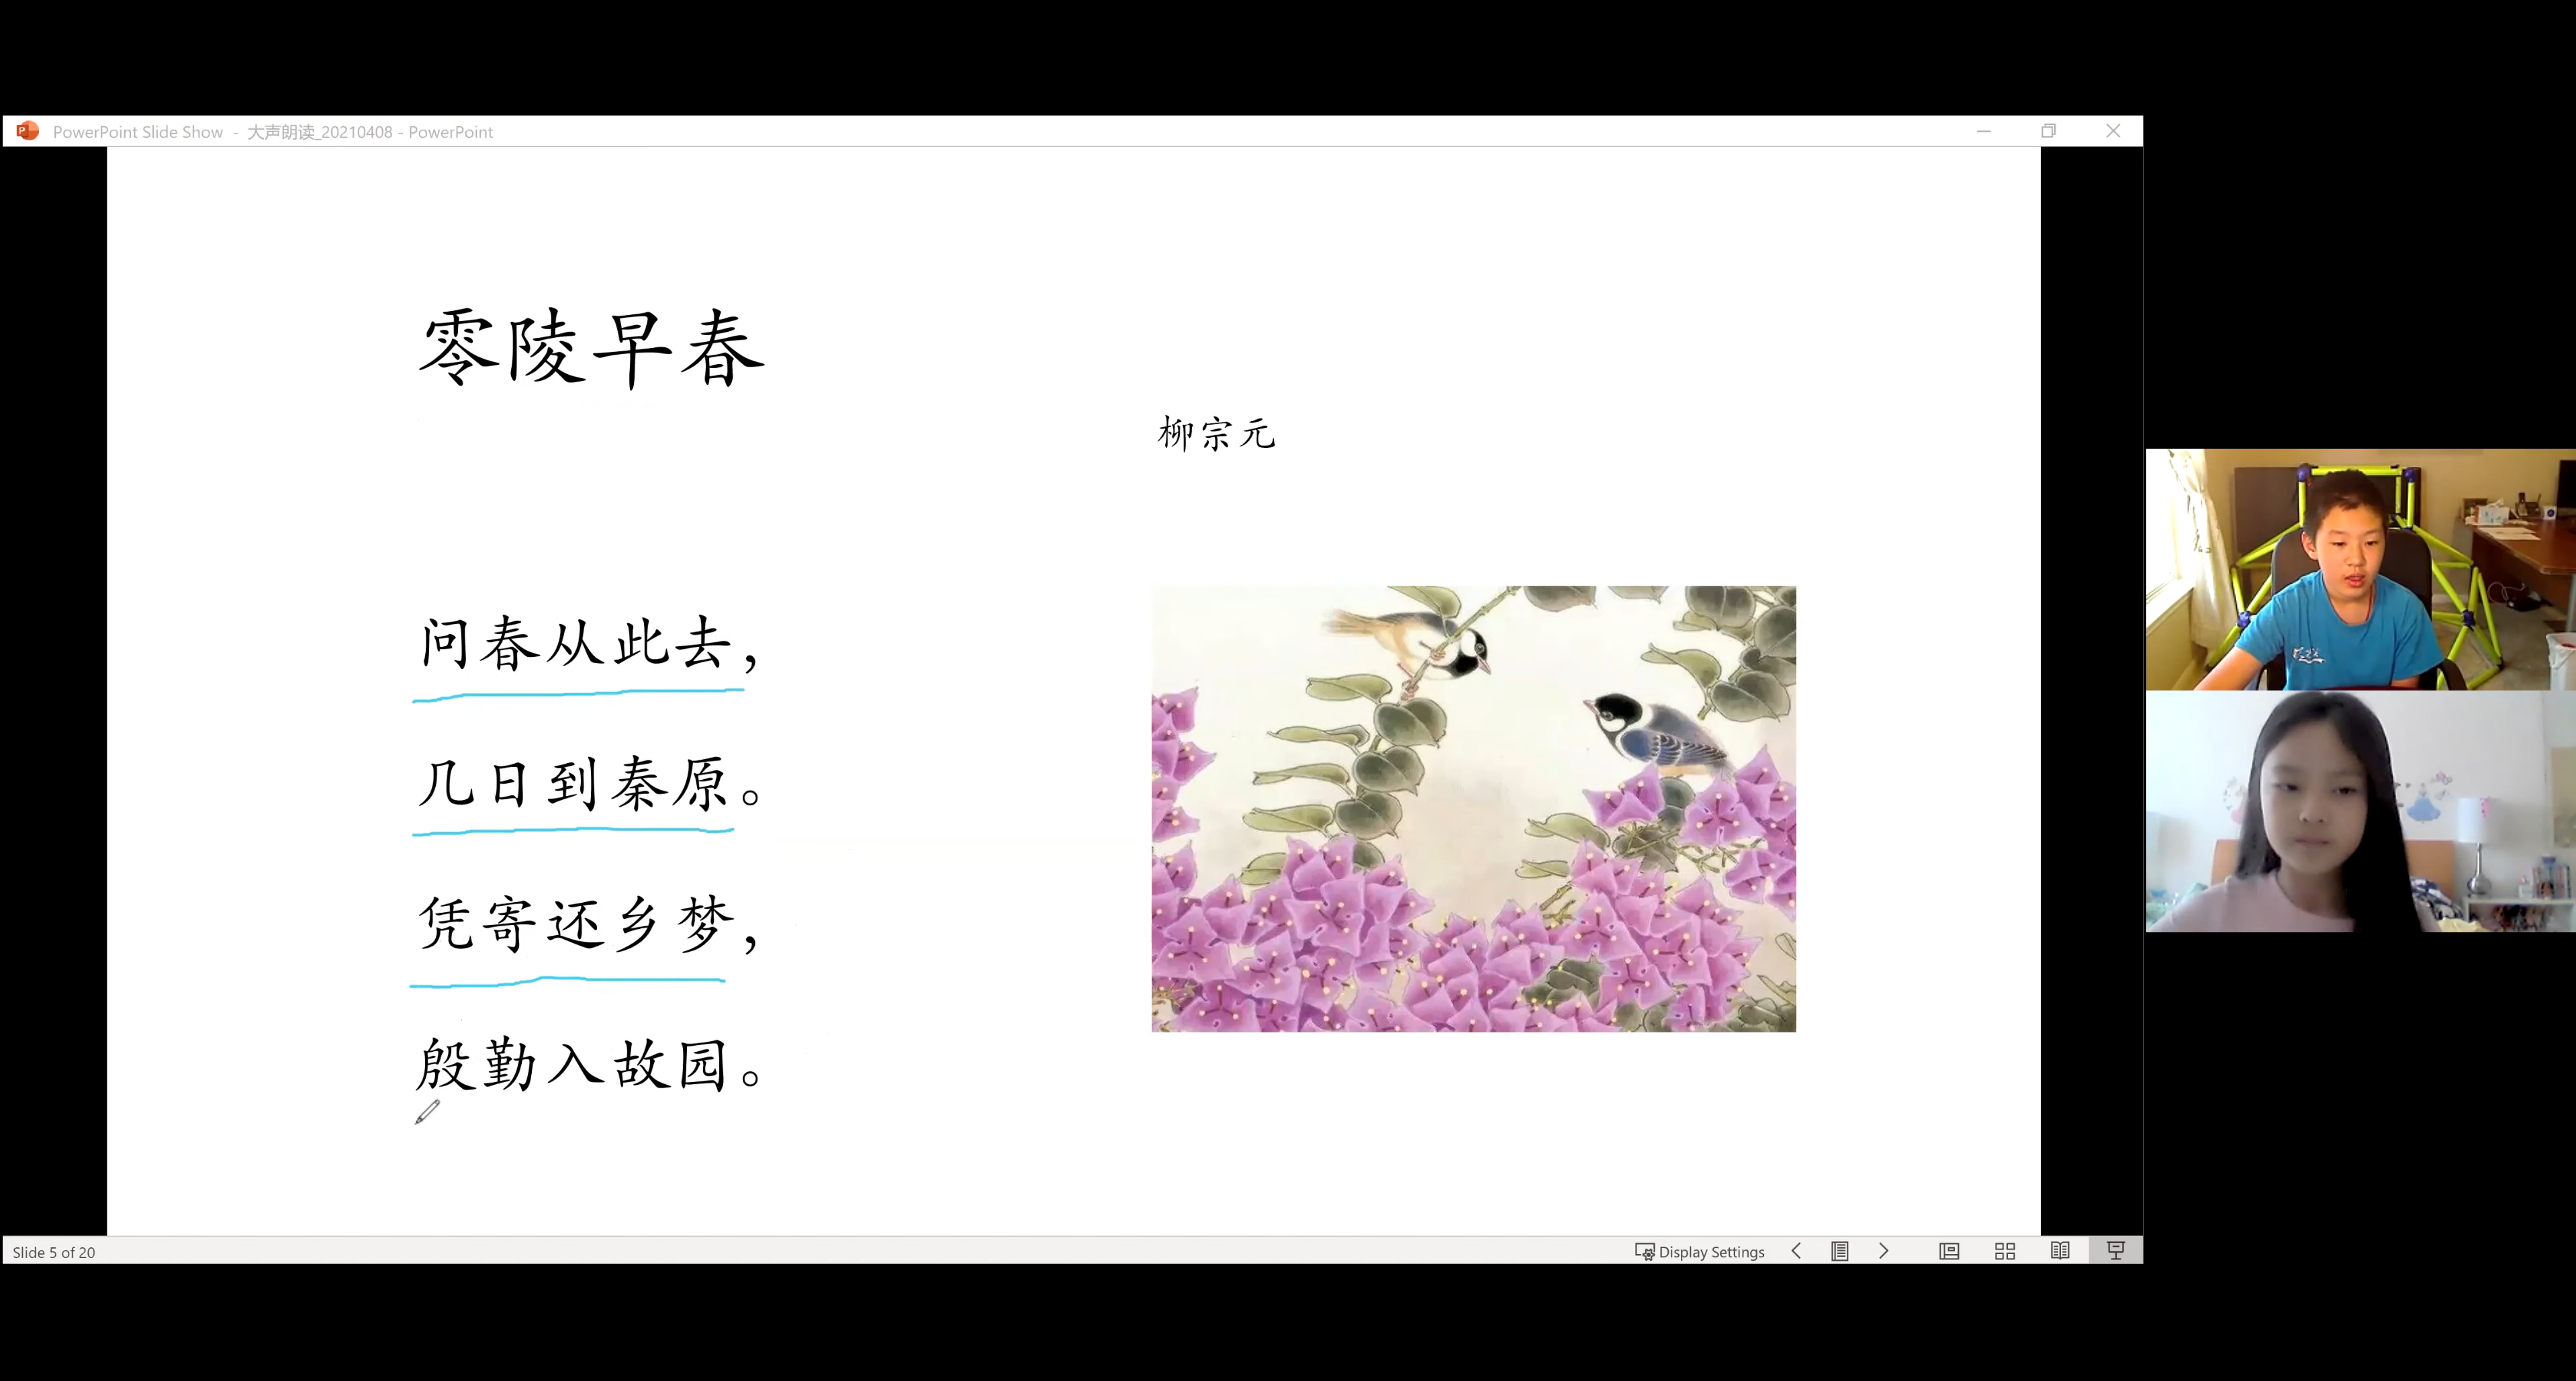 PowerPoint Slide Show - 大声朗读_20210408 - PowerPoint
零陵早春
柳宗元
问春从此去，
几日到秦原。
凭寄还乡梦，
殷勤入故园。
Slide 5 of 20
Display Settings